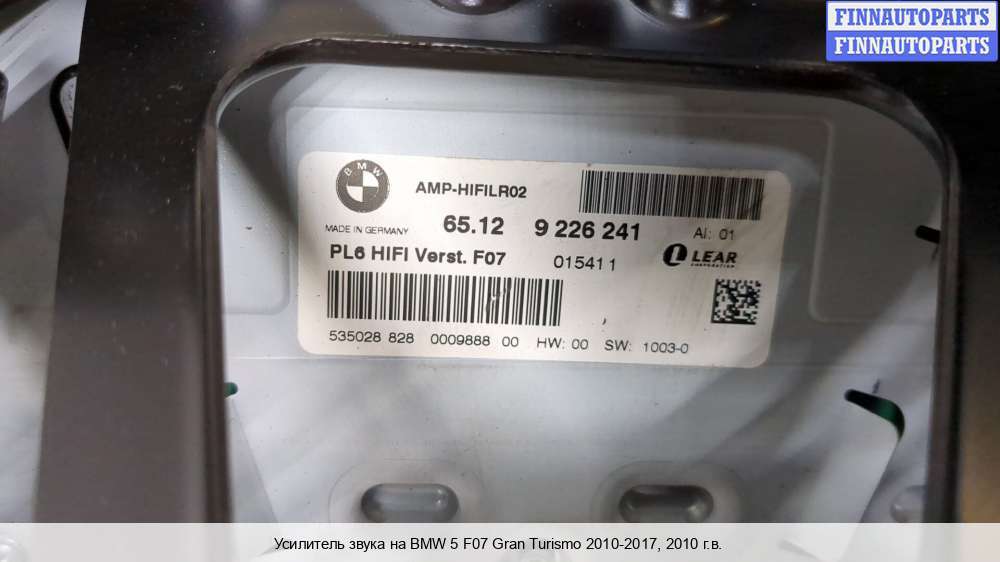 FINNAUTOPARTS
FINNAUTOPARTS
BMW
AMP-HIFILR02
MADE IN GERMANY 65.12 9 226 241 AI: 01
PL6 HIFI Verst. F07 015411 LEAR
CORPORATION
535028 828 0009888 00 HW: 00 SW: 1003-0
Усилитель звука на BMW 5 F07 Gran Turismo 2010-2017, 2010 г.в.